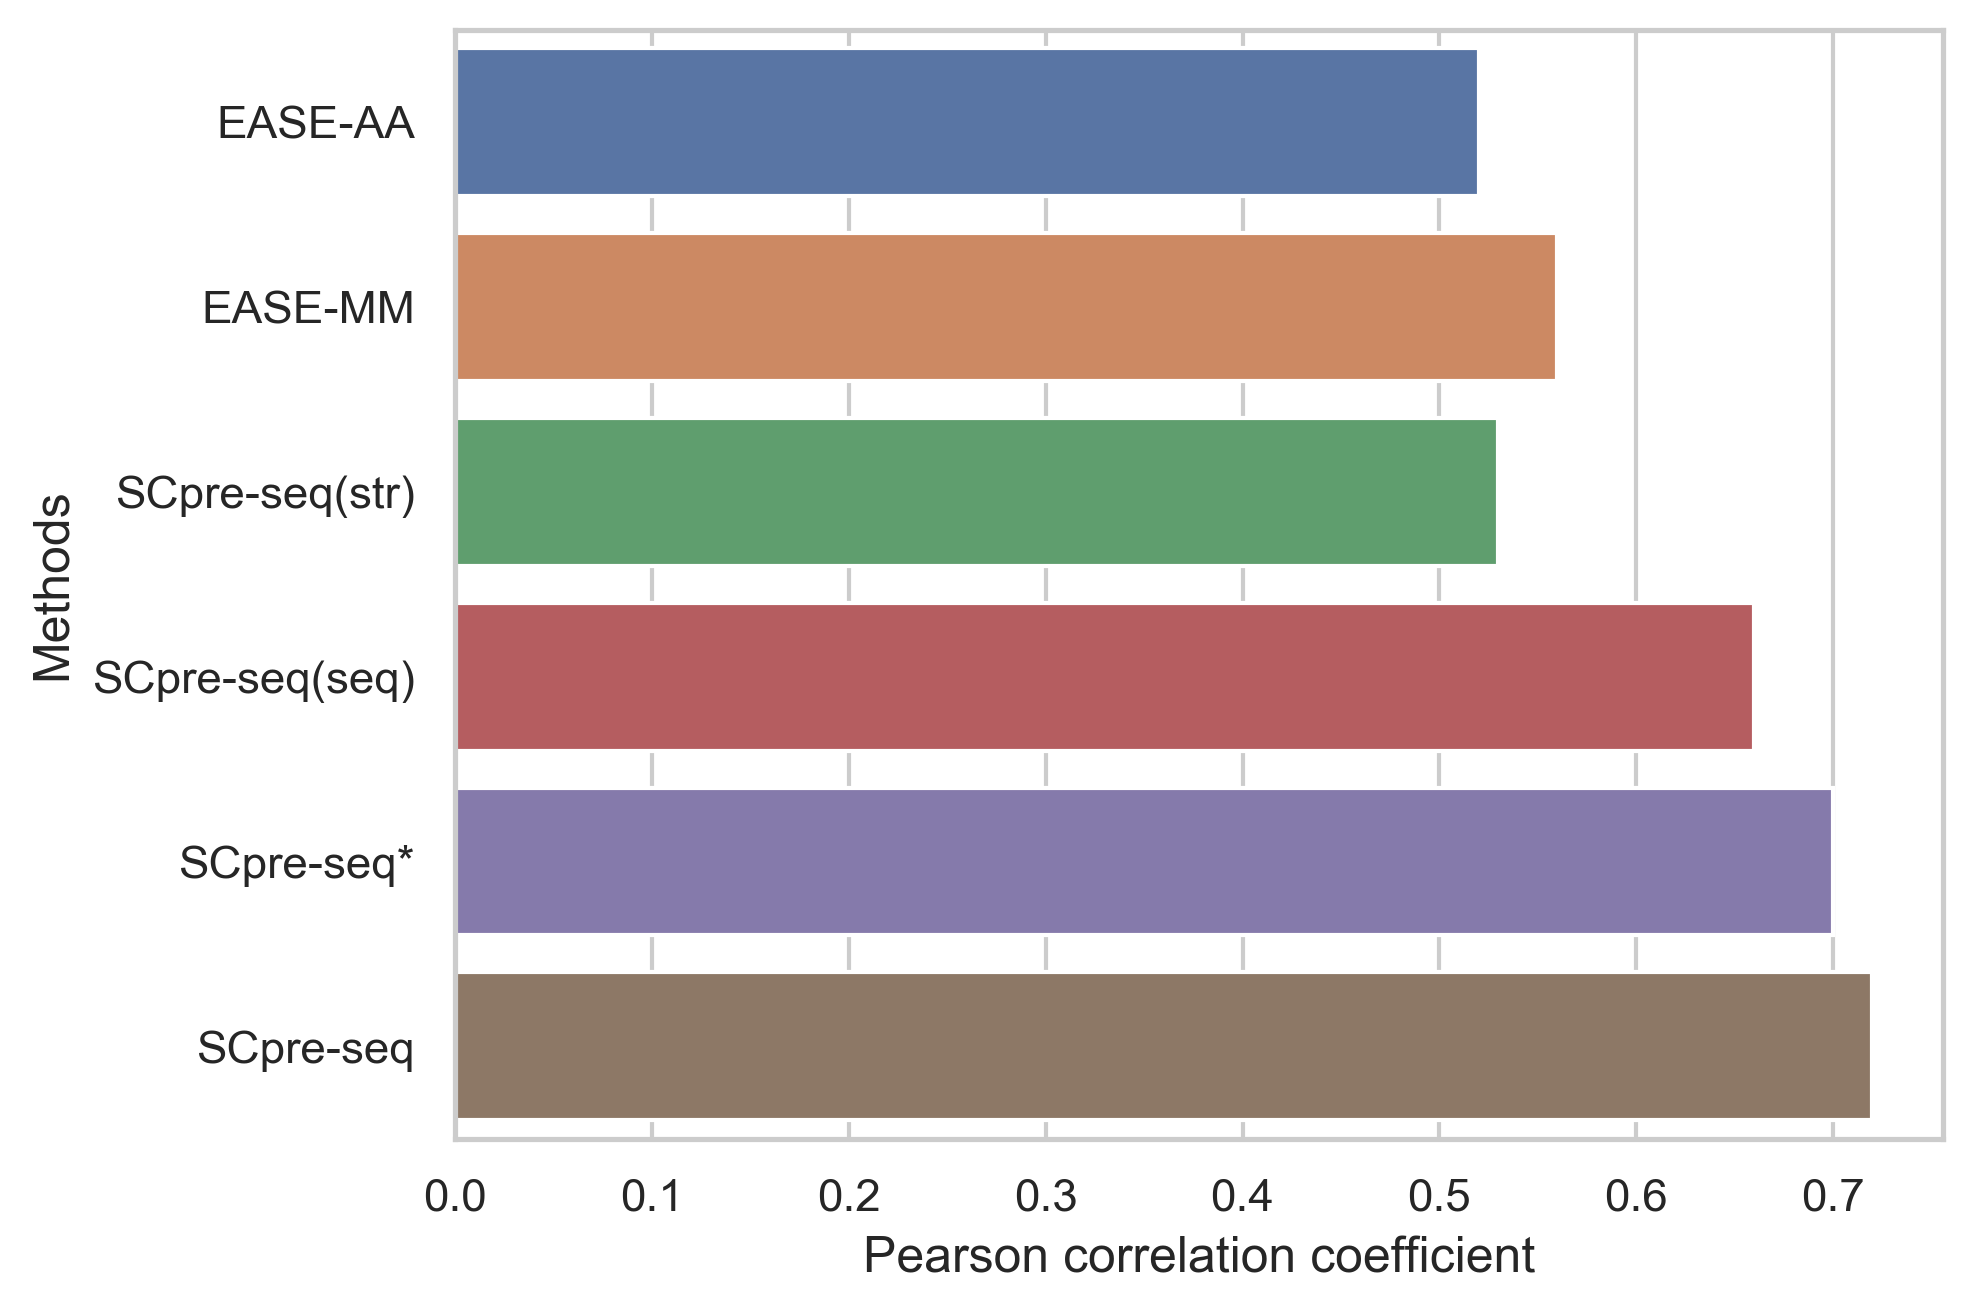 EASE-AA
EASE-MM
SCpre-seq(str)
SCpre-seq(seq)
SCpre-seq*
SCpre-seq
Methods
0.0 0.1 0.2 0.3 0.4 0.5 0.6 0.7
Pearson correlation coefficient